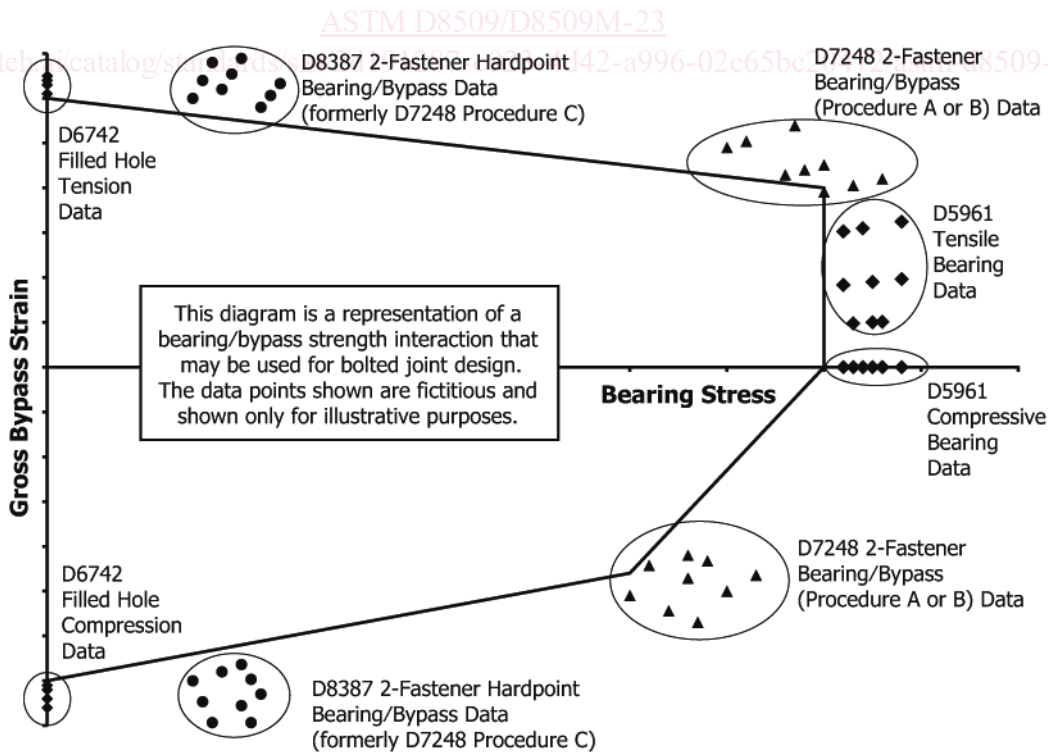 ASTM D8509/D8509M-23
D8387 2-Fastener Hardpoint
Bearing/Bypass Data
(formerly D7248 Procedure C)
D7248 2-Fastener
Bearing/Bypass
(Procedure A or B) Data
D6742
Filled Hole
Tension
Data
D5961
Tensile
Bearing
Data
Gross Bypass Strain
This diagram is a representation of a
bearing/bypass strength interaction that
may be used for bolted joint design.
The data points shown are fictitious and
shown only for illustrative purposes.
Bearing Stress
D5961
Compressive
Bearing
Data
D6742
Filled Hole
Compression
Data
D7248 2-Fastener
Bearing/Bypass
(Procedure A or B) Data
D8387 2-Fastener Hardpoint
Bearing/Bypass Data
(formerly D7248 Procedure C)